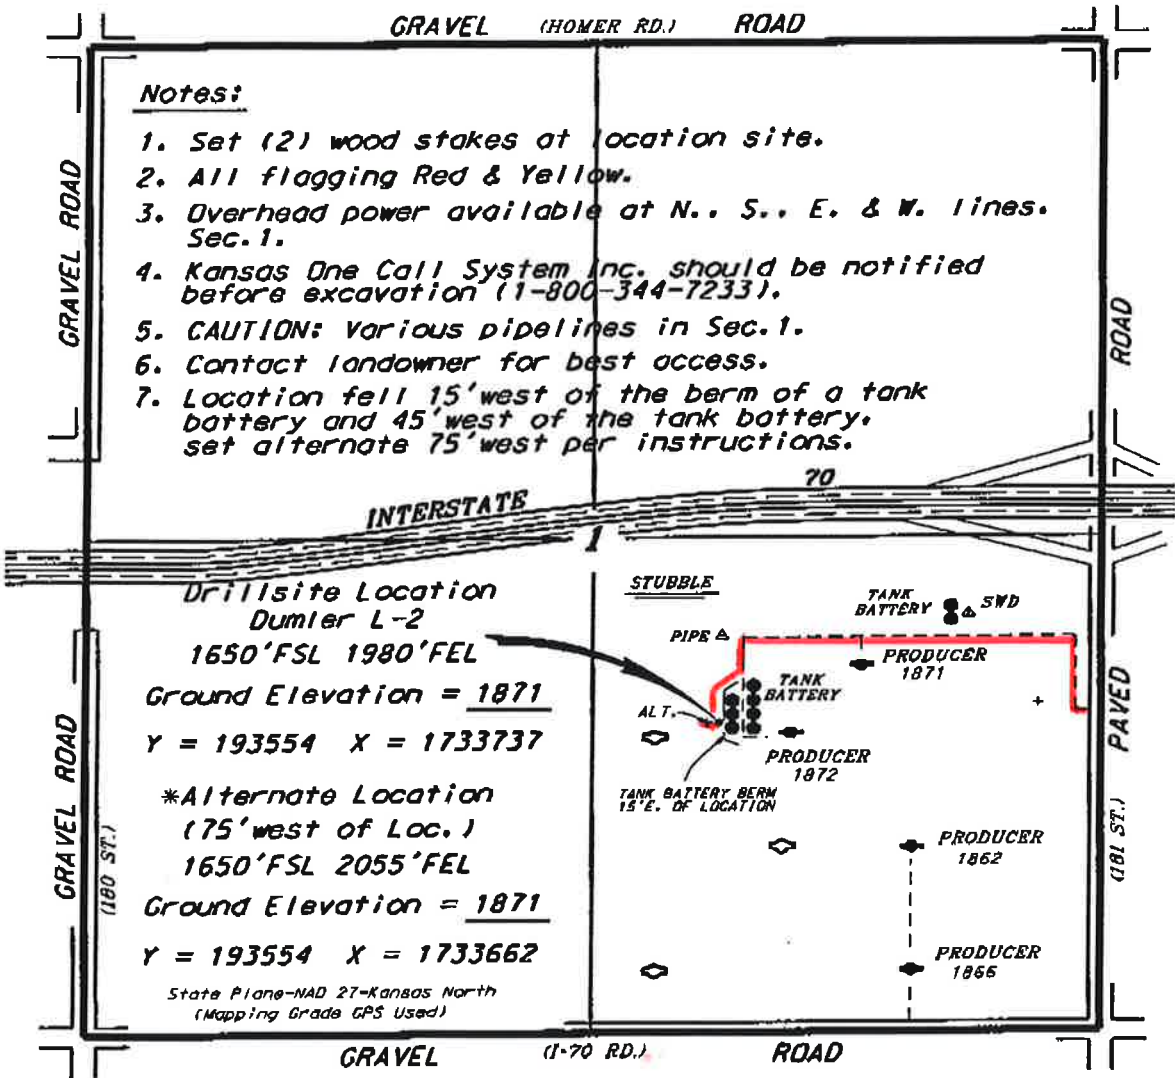 GRAVEL (HOMER RD.) ROAD
Notes:
1. Set (2) wood stakes at location site.
2. All flagging Red & Yellow.
3. Overhead power available at N., S., E. & W. lines.
Sec. 1.
4. Kansas One Call System Inc. should be notified
before excavation (1-800-344-7233).
5. CAUTION: Various pipelines in Sec. 1.
6. Contact landowner for best access.
7. Location fell 15' west of the berm of a tank
battery and 45' west of the tank battery.
set alternate 75' west per instructions.
GRAVEL ROAD
ROAD
INTERSTATE 70
1
Drillsite Location
Dumler L-2
1650'FSL 1980'FEL
Ground Elevation = 1871
Y = 193554 X = 1733737
*Alternate Location
(75' west of Loc.)
1650'FSL 2055'FEL
Ground Elevation = 1871
Y = 193554 X = 1733662
State Plane-NAD 27-Kansas North
(Mapping Grade GPS Used)
STUBBLE
TANK
BATTERY
SWD
PIPE
PRODUCER
1871
TANK
BATTERY
ALT.
PRODUCER
1872
TANK BATTERY BERM
15'E. OF LOCATION
PRODUCER
1862
PRODUCER
1866
GRAVEL ROAD
(180 ST.)
PAVED
(181 ST.)
GRAVEL (I-70 RD.) ROAD